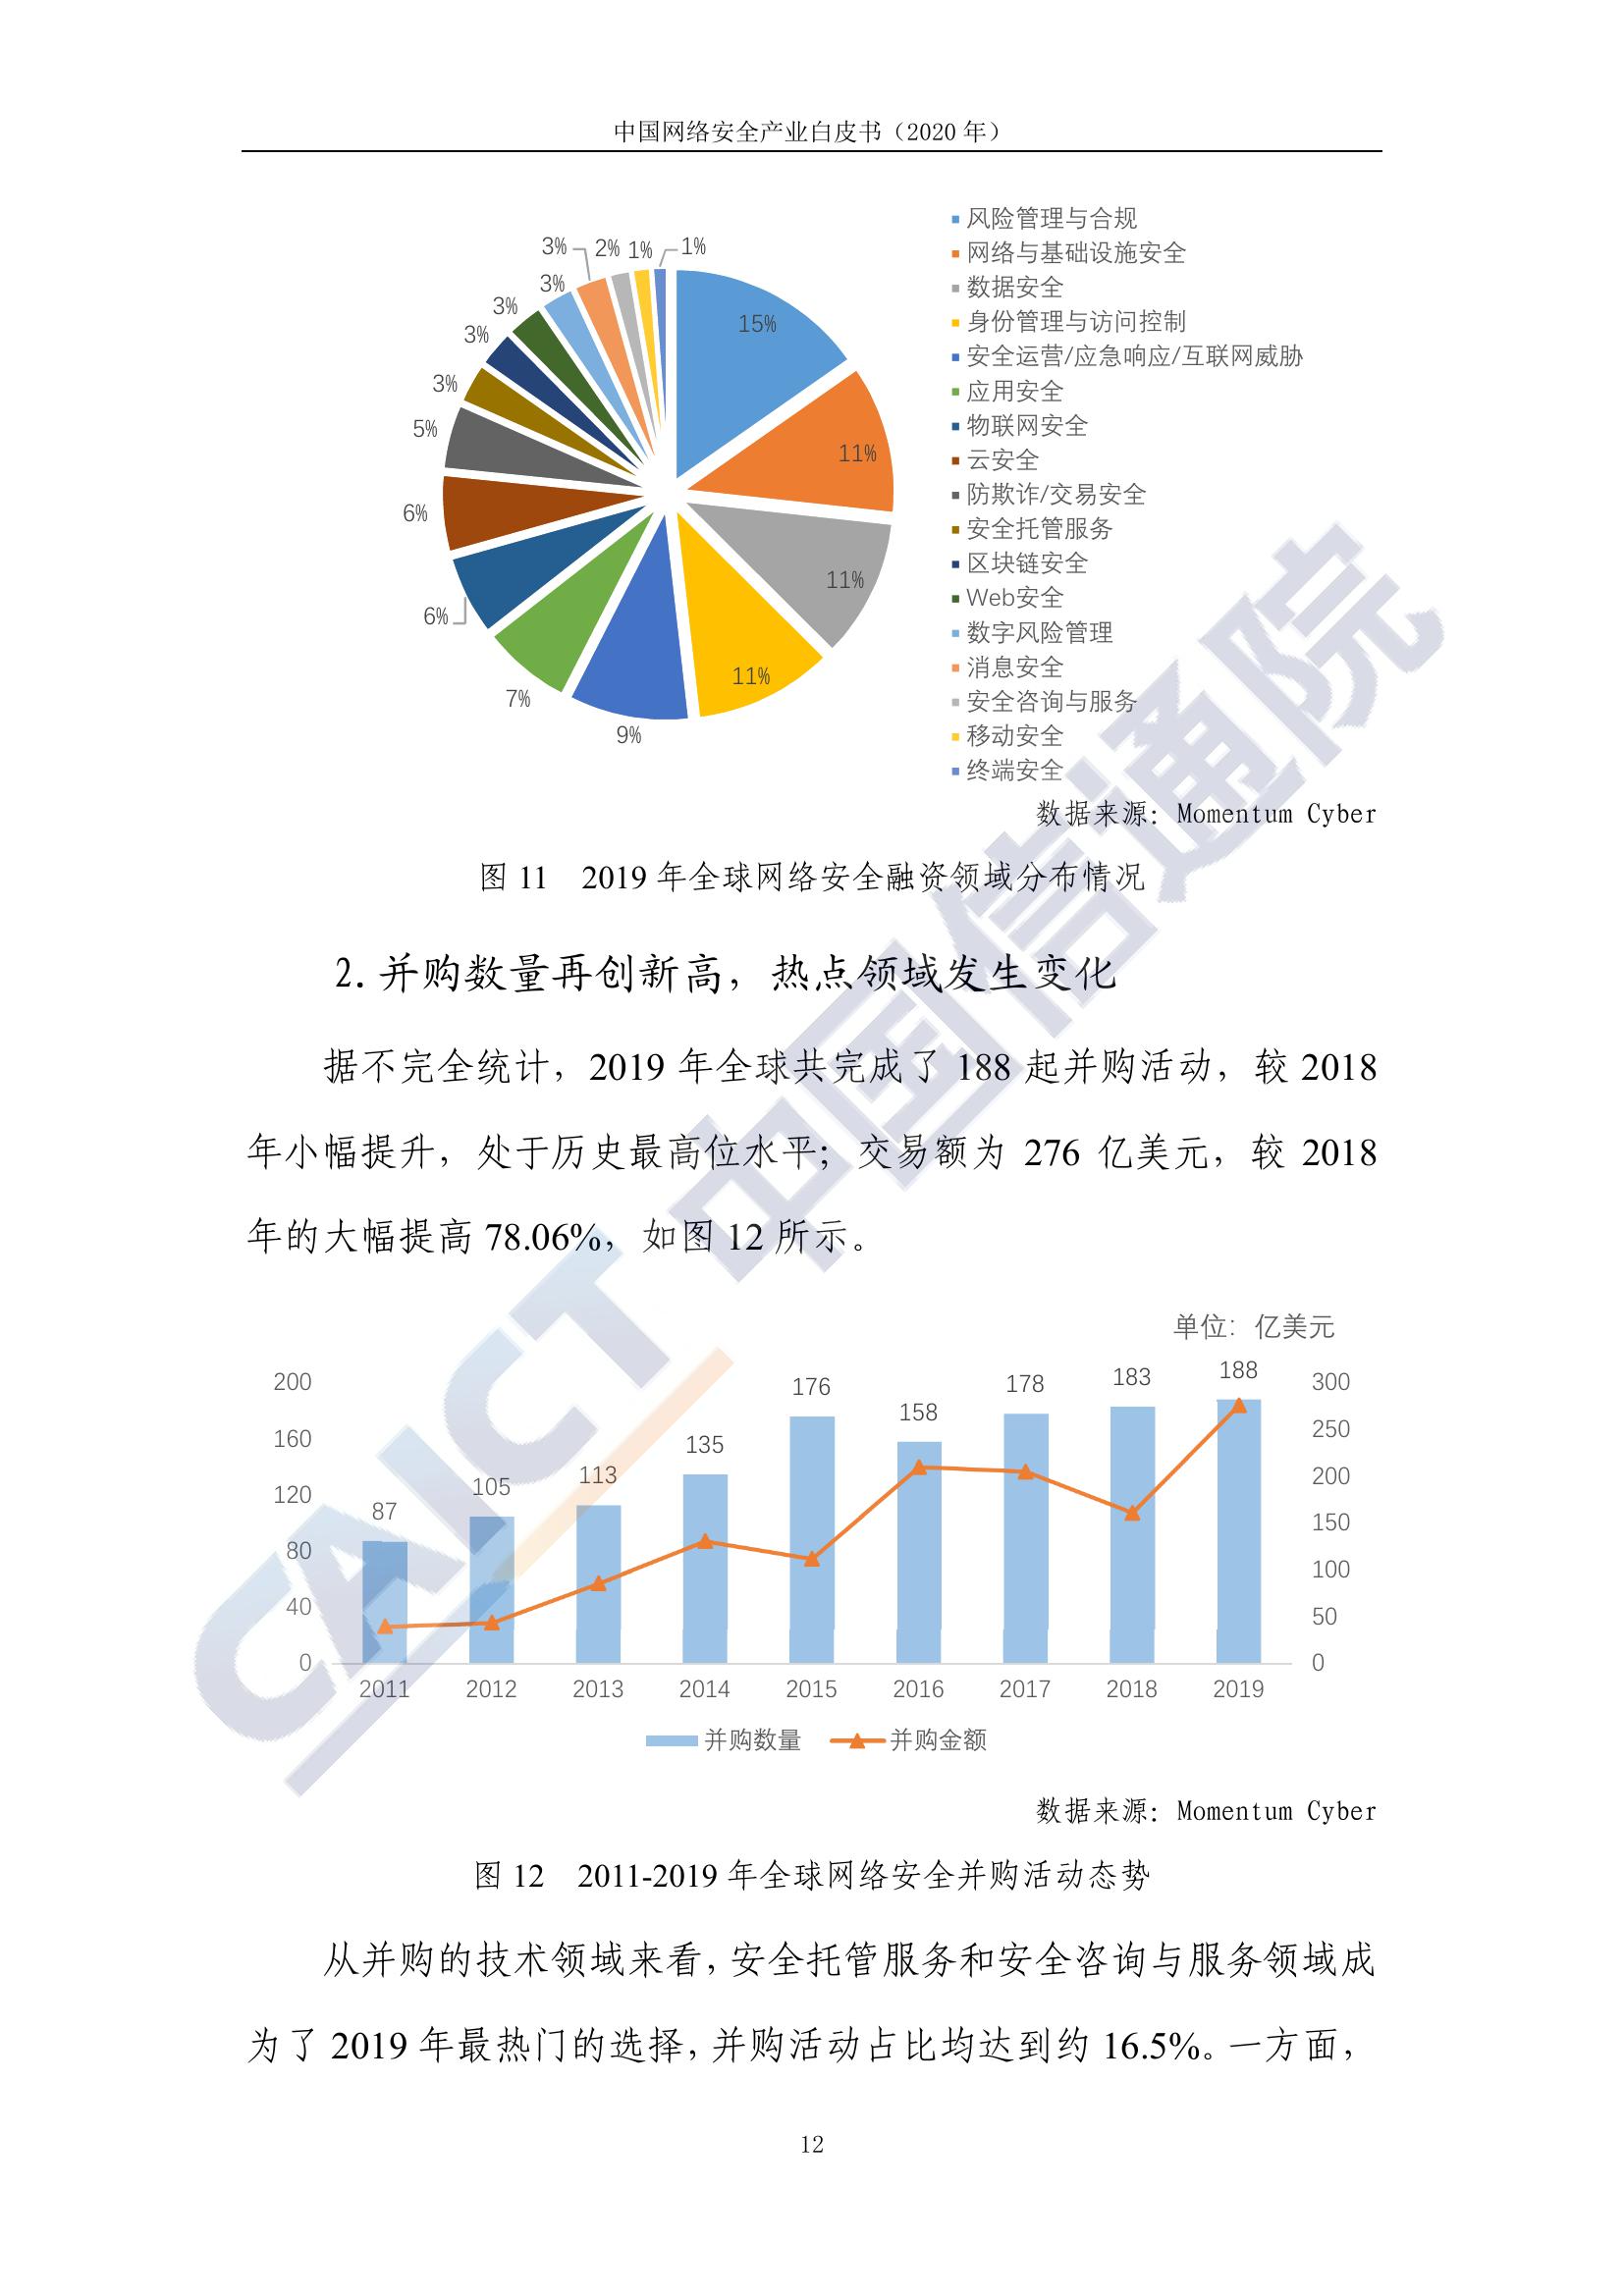 中国网络安全产业白皮书（2020 年）
3% 2% 1% 1%
3%
3%
3%
3%
5%
6%
6%
7%
9%
15%
11%
11%
11%
风险管理与合规
网络与基础设施安全
数据安全
身份管理与访问控制
安全运营/应急响应/互联网威胁
应用安全
物联网安全
云安全
防欺诈/交易安全
安全托管服务
区块链安全
Web安全
数字风险管理
消息安全
安全咨询与服务
移动安全
终端安全
数据来源：Momentum Cyber
图 11 2019 年全球网络安全融资领域分布情况
2.并购数量再创新高，热点领域发生变化
据不完全统计，2019 年全球共完成了 188 起并购活动，较 2018
年小幅提升，处于历史最高位水平；交易额为 276 亿美元，较 2018
年的大幅提高 78.06%，如图 12 所示。
单位：亿美元
200
160
120
80
40
0
87 105 113 135 176 158 178 183 188
300
250
200
150
100
50
0
2011 2012 2013 2014 2015 2016 2017 2018 2019
并购数量 并购金额
数据来源：Momentum Cyber
图 12 2011-2019 年全球网络安全并购活动态势
从并购的技术领域来看，安全托管服务和安全咨询与服务领域成
为了 2019 年最热门的选择，并购活动占比均达到约 16.5%。一方面，
12
CAICT 中国信通院